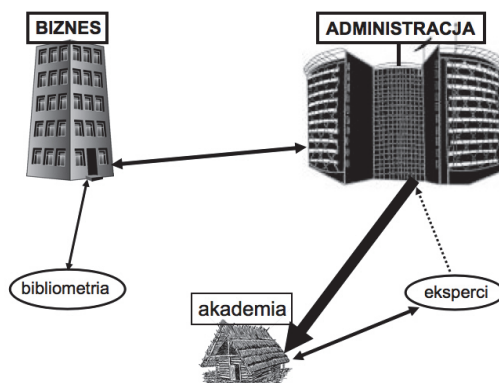 BIZNES
ADMINISTRACJA
bibliometria
eksperci
akademia